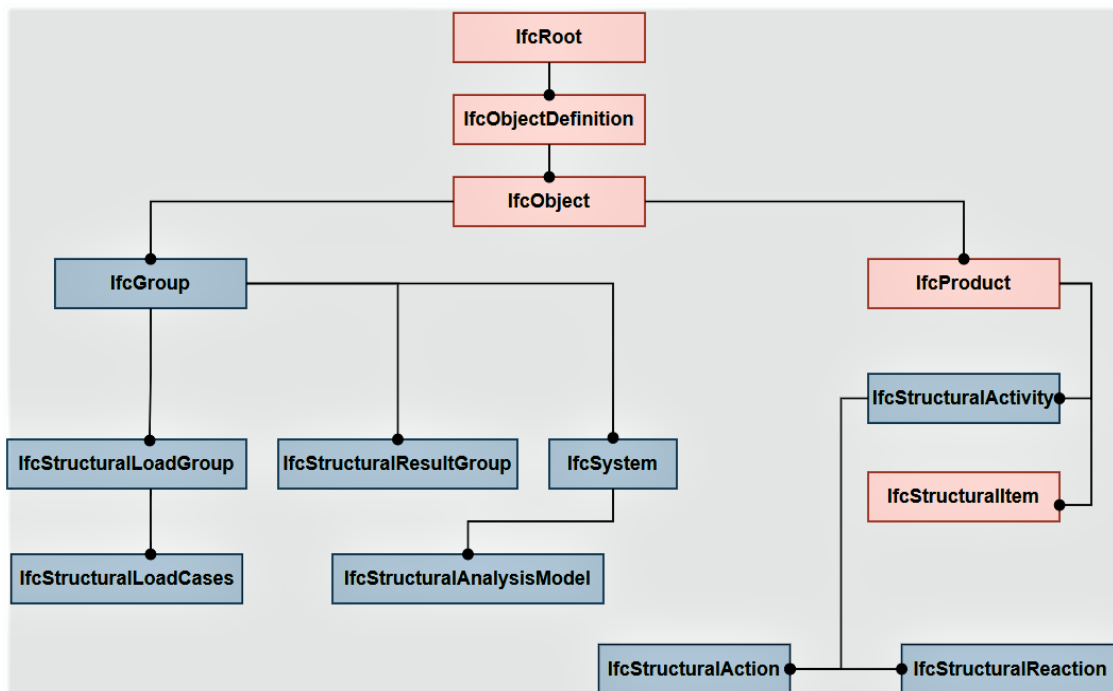 IfcRoot
IfcObjectDefinition
IfcObject
IfcGroup
IfcProduct
IfcStructuralActivity
IfcStructuralLoadGroup
IfcStructuralResultGroup
IfcSystem
IfcStructuralItem
IfcStructuralLoadCases
IfcStructuralAnalysisModel
IfcStructuralAction
IfcStructuralReaction